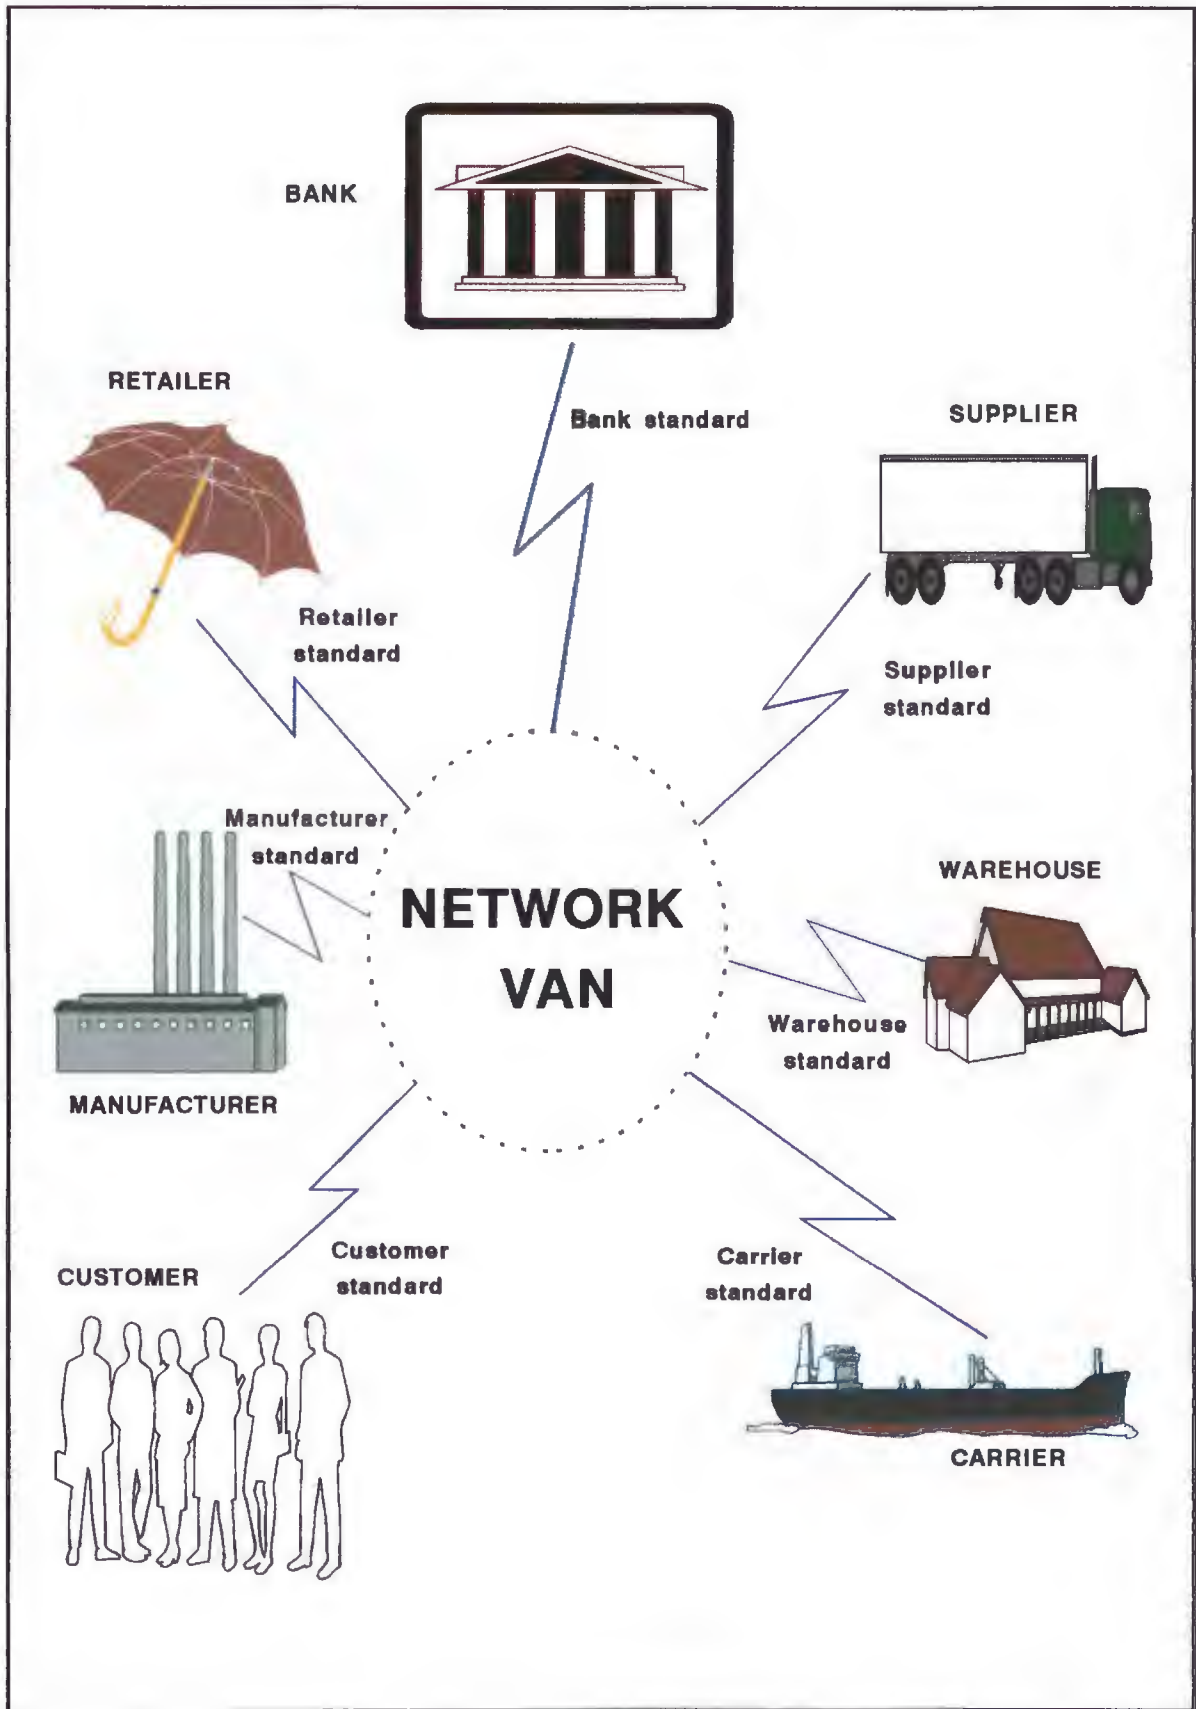 BANK
RETAILER
Bank standard
SUPPLIER
Retailer
standard
Supplier
standard
Manufacturer
standard
NETWORK
VAN
WAREHOUSE
Warehouse
standard
MANUFACTURER
Customer
standard
CUSTOMER
Carrier
standard
CARRIER